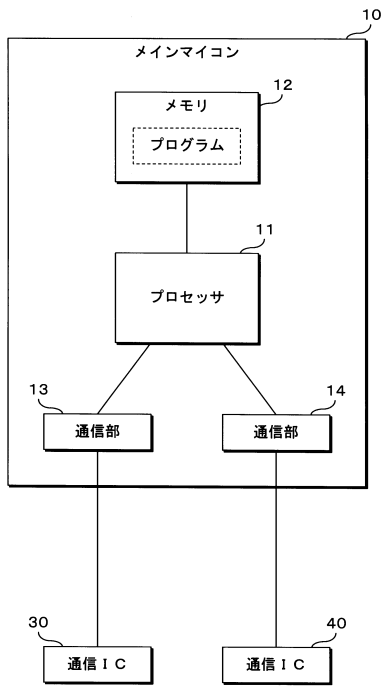 10
メインマイコン
12
メモリ
プログラム
11
プロセッサ
13
14
通信部
通信部
30
40
通信ＩＣ
通信ＩＣ